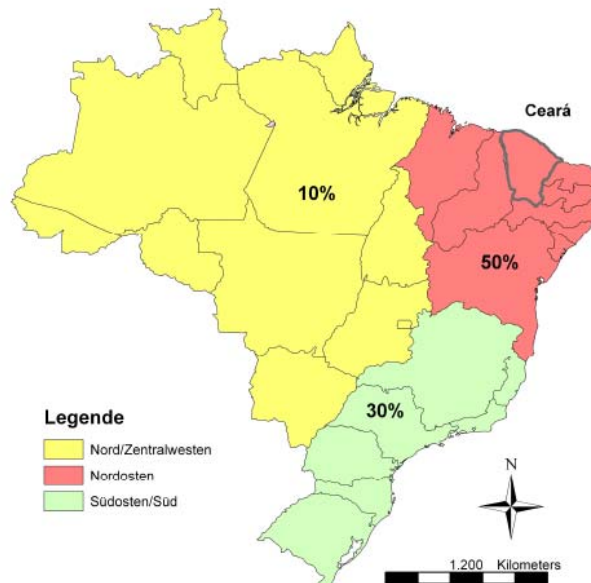 Ceará
10%
50%
30%
Legende
Nord/Zentralwesten
Nordosten
Südosten/Süd
N
1.200 Kilometers